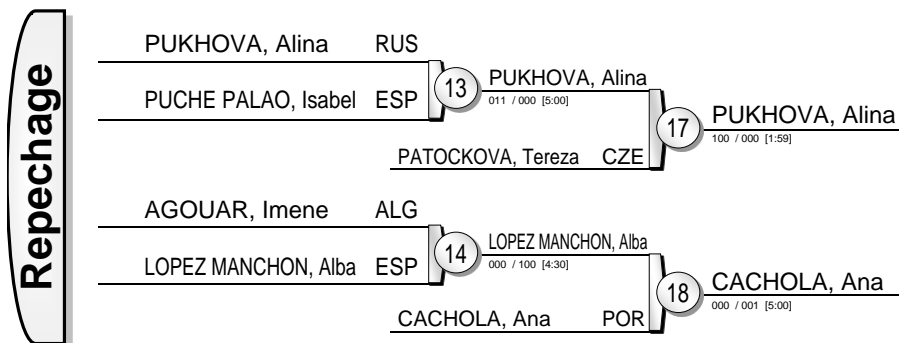 Repechage
PUKHOVA, Alina RUS
PUCHE PALAO, Isabel ESP
13
PUKHOVA, Alina
011 / 000 [5:00]
PATOCKOVA, Tereza CZE
17
PUKHOVA, Alina
100 / 000 [1:59]
AGOUAR, Imene ALG
LOPEZ MANCHON, Alba ESP
14
LOPEZ MANCHON, Alba
000 / 100 [4:30]
CACHOLA, Ana POR
18
CACHOLA, Ana
000 / 001 [5:00]